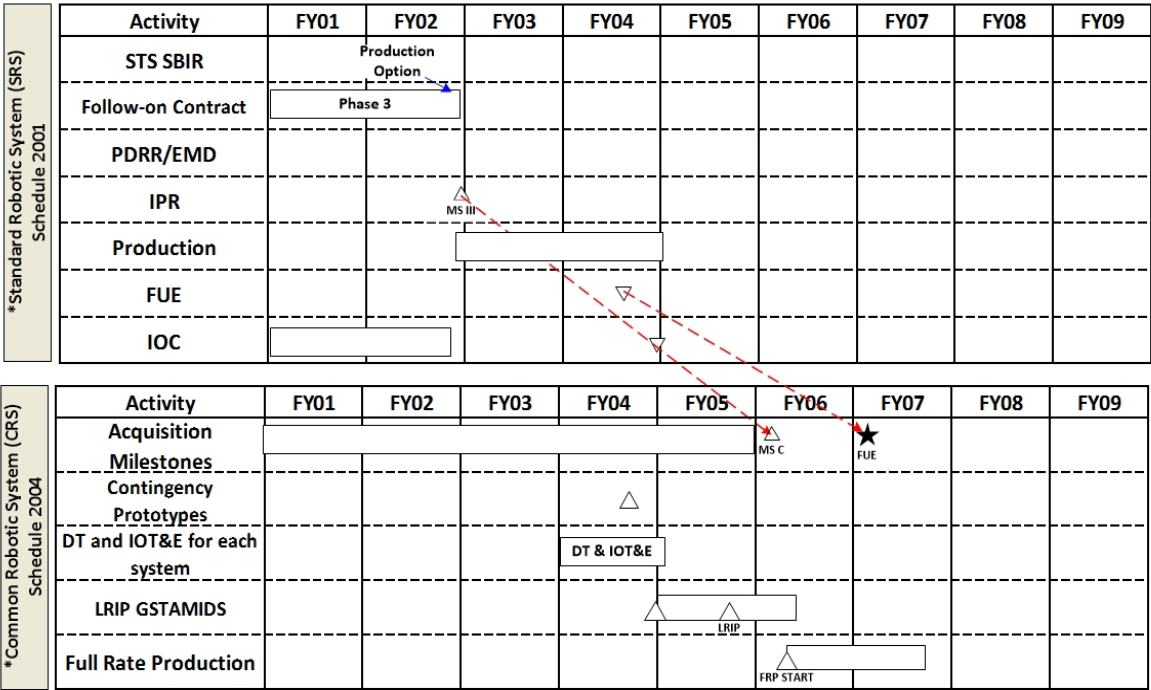 *Standard Robotic System (SRS)
Schedule 2001
Activity FY01 FY02 FY03 FY04 FY05 FY06 FY07 FY08 FY09
STS SBIR
Production
Option
Follow-on Contract Phase 3
PDRR/EMD
IPR
MS III
Production
FUE
IOC
*Common Robotic System (CRS)
Schedule 2004
Activity FY01 FY02 FY03 FY04 FY05 FY06 FY07 FY08 FY09
Acquisition
Milestones
MS C
FUE
Contingency
Prototypes
DT and IOT&E for each
system
DT & IOT&E
LRIP GSTAMIDS
LRIP
Full Rate Production
FRP START